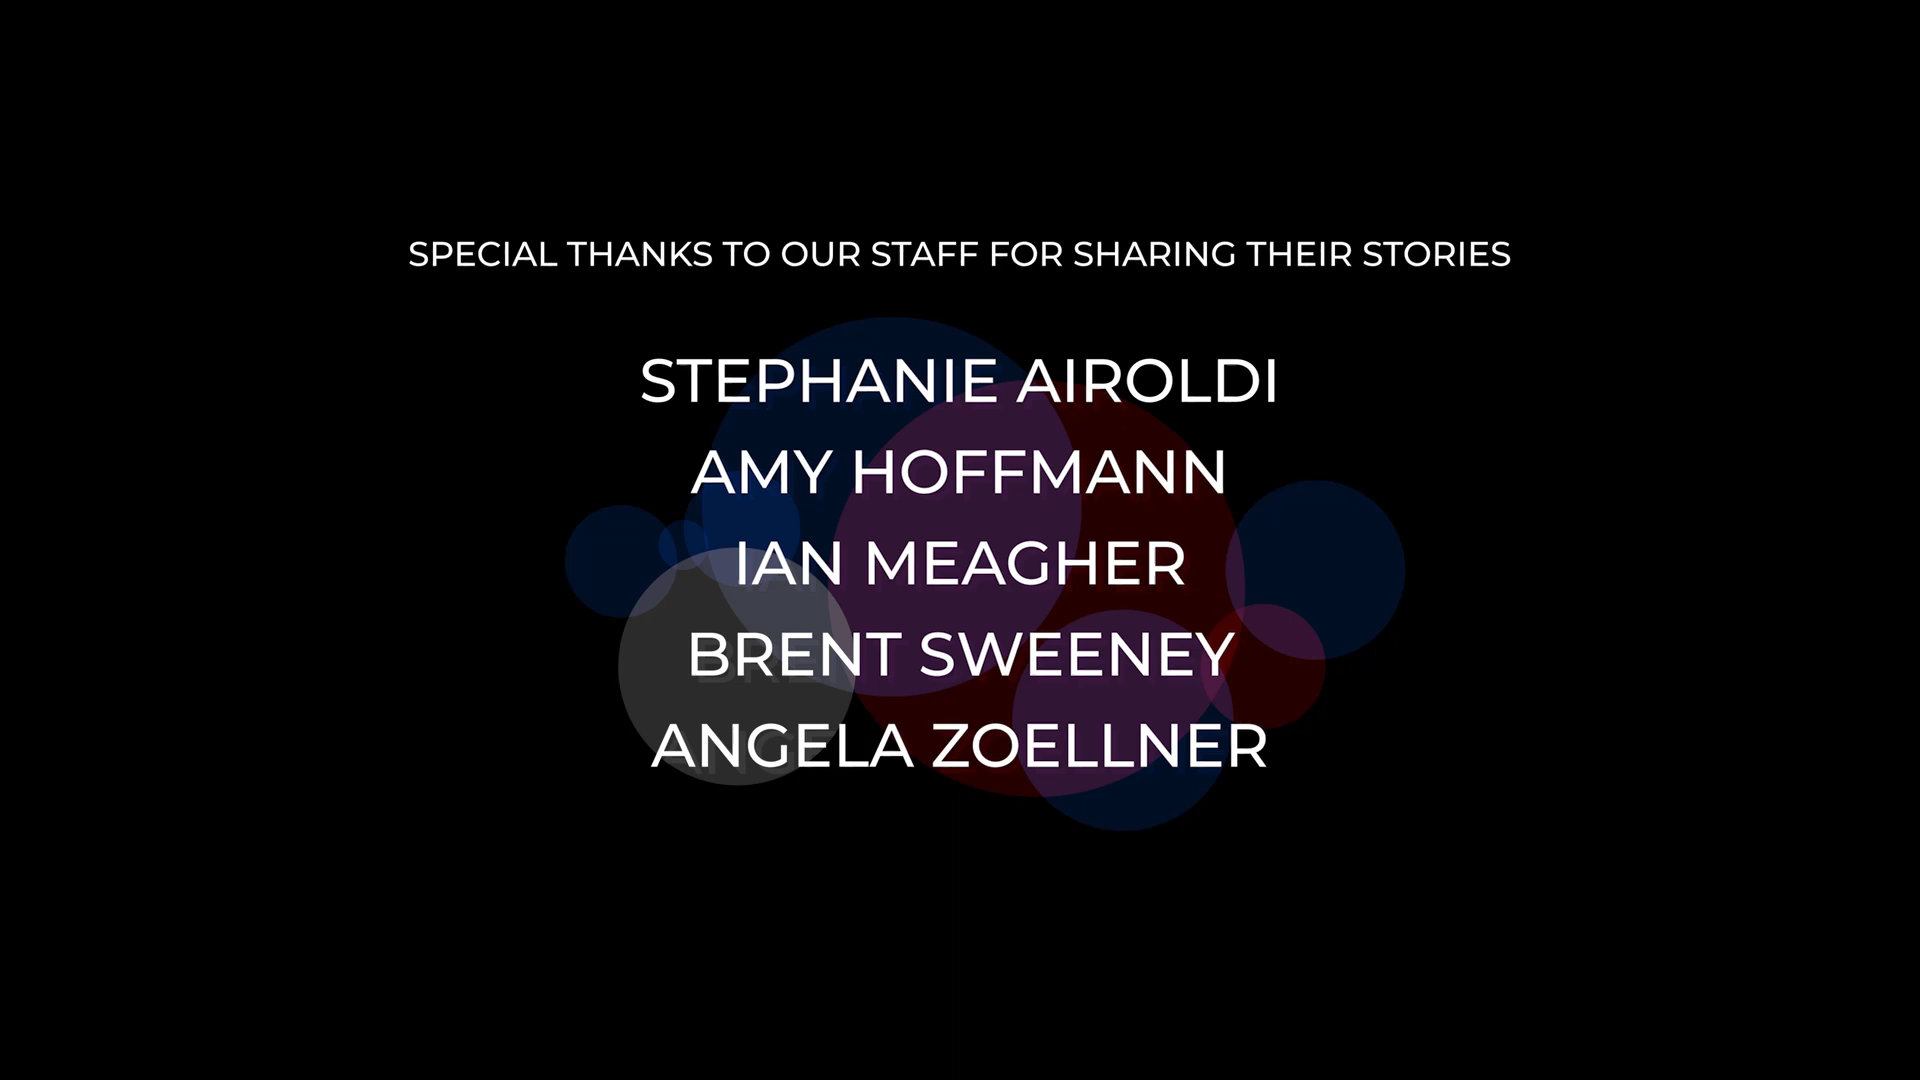 SPECIAL THANKS TO OUR STAFF FOR SHARING THEIR STORIES
STEPHANIE AIROLDI
AMY HOFFMANN
IAN MEAGHER
BRENT SWEENEY
ANGELA ZOELLNER